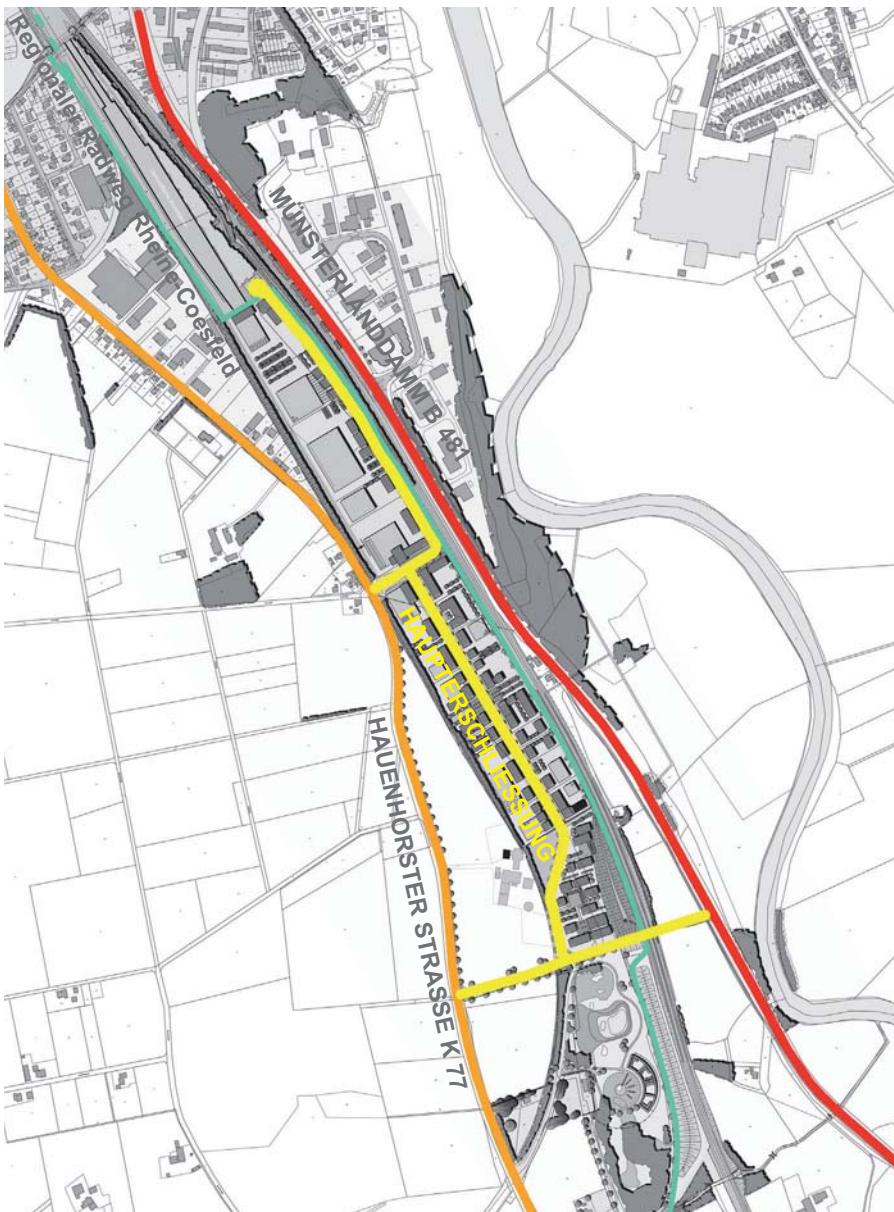 Regionaler Radweg Rheine Coesfeld
MÜNSTERLANDDAMM B 481
HAUPTERSCHLIESSUNG
HAUENHORSTER STRASSE K 77